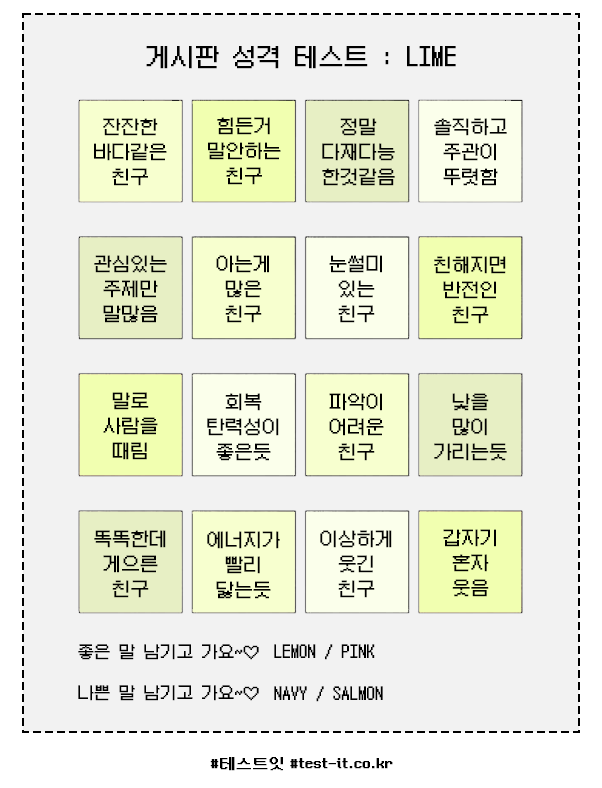 게시판 성격 테스트 : LIME
잔잔한
바다같은
친구
힘든거
말안하는
친구
정말
다재다능
한것같음
솔직하고
주관이
뚜렷함
관심있는
주제만
말많음
아는게
많은
친구
눈썰미
있는
친구
친해지면
반전인
친구
말로
사람을
때림
회복
탄력성이
좋은듯
파악이
어려운
친구
낯을
많이
가리는듯
똑똑한데
게으른
친구
에너지가
빨리
닳는듯
이상하게
웃긴
친구
갑자기
혼자
웃음
좋은 말 남기고 가요~♡ LEMON / PINK
나쁜 말 남기고 가요~♡ NAVY / SALMON
#테스트잇 #test-it.co.kr